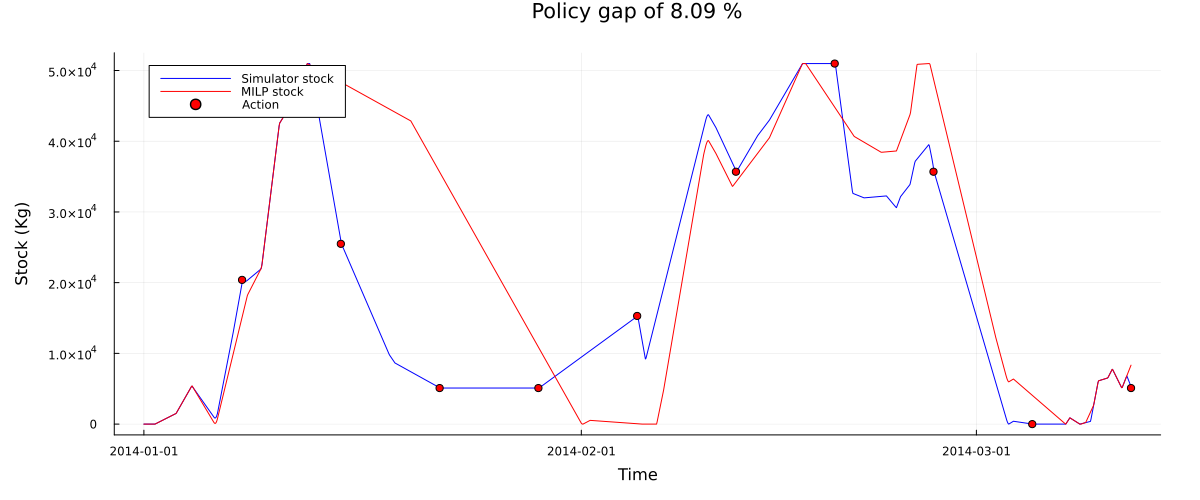 Policy gap of 8.09 %
5.0×10⁴
4.0×10⁴
3.0×10⁴
2.0×10⁴
1.0×10⁴
0
Stock (Kg)
Simulator stock
MILP stock
Action
2014-01-01
2014-02-01
2014-03-01
Time